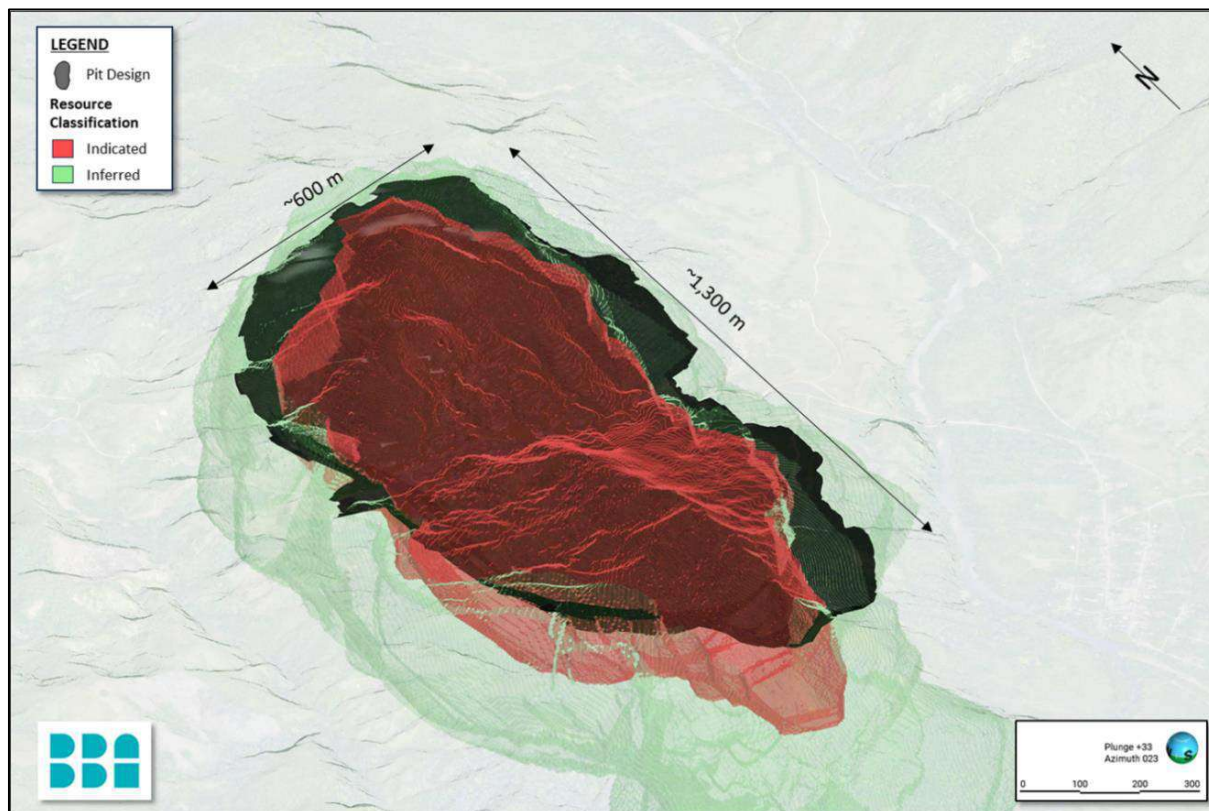 LEGEND
Pit Design
Resource
Classification
Indicated
Inferred
N
~600 m
~1,300 m
Plunge +33
Azimuth 023
0 100 200 300